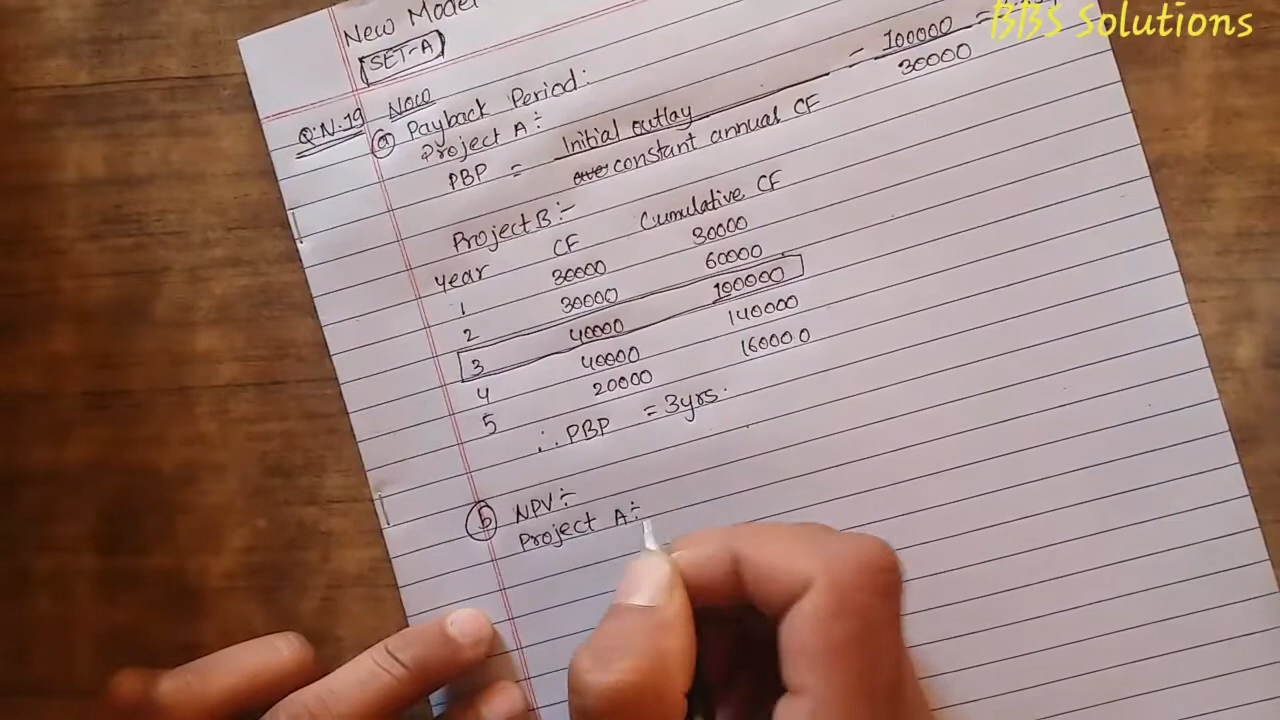 BBS Solutions
New Model
SET-A
Q.N.19 Now
a Payback Period:
Project A:-
PBP = Initial outlay / constant annual CF = 100000 / 30000 =
Project B:-
Year CF Cumulative CF
1 30000 30000
2 30000 60000
3 40000 100000
4 40000 140000
5 20000 160000
∴ PBP = 3yrs.
b NPV÷
Project A÷